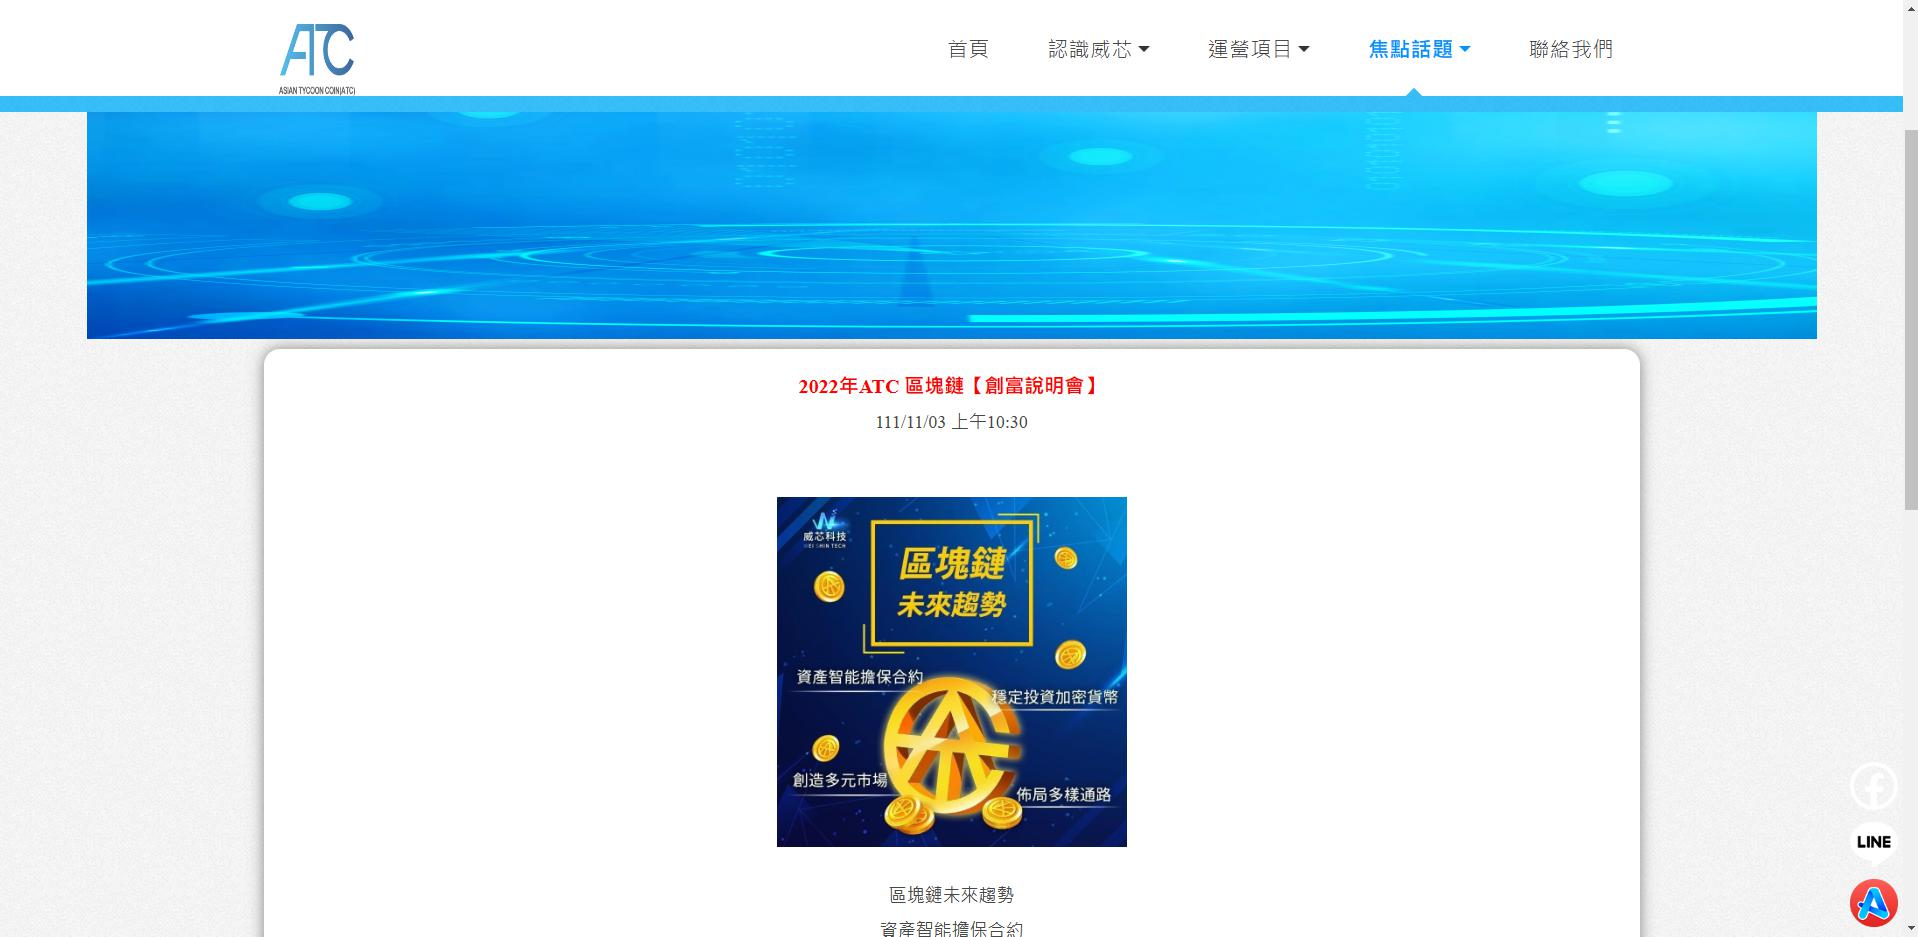 ATC
ASIAN TYCOON COIN(ATC)
首頁
認識威芯
運營項目
焦點話題
聯絡我們
2022年ATC 區塊鏈【創富說明會】
111/11/03 上午10:30
威芯科技
WEI SHIN TECH
區塊鏈
未來趨勢
資產智能擔保合約
穩定投資加密貨幣
創造多元市場
佈局多樣通路
區塊鏈未來趨勢
資產智能擔保合約
LINE